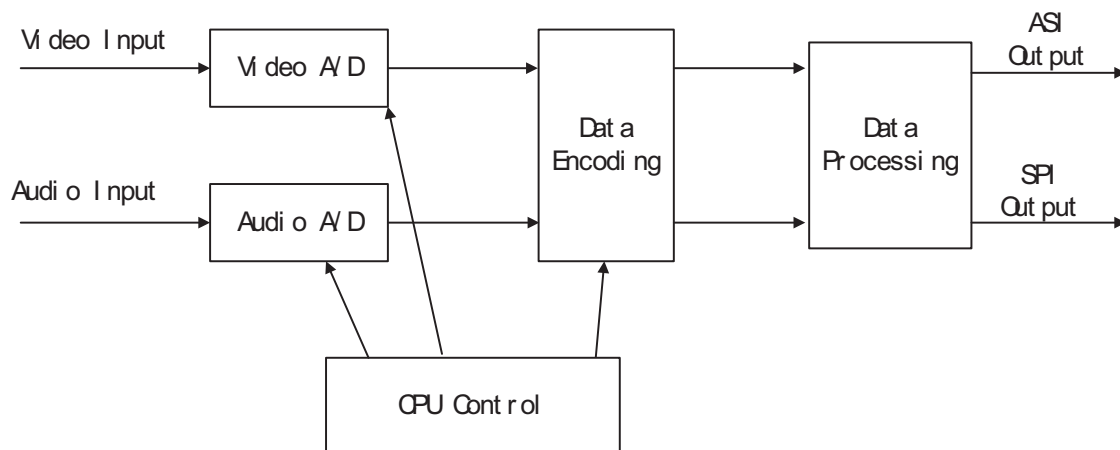 Video Input
Video A/D
Audio Input
Audio A/D
Data
Encoding
Data
Processing
ASI
Output
SPI
Output
CPU Control